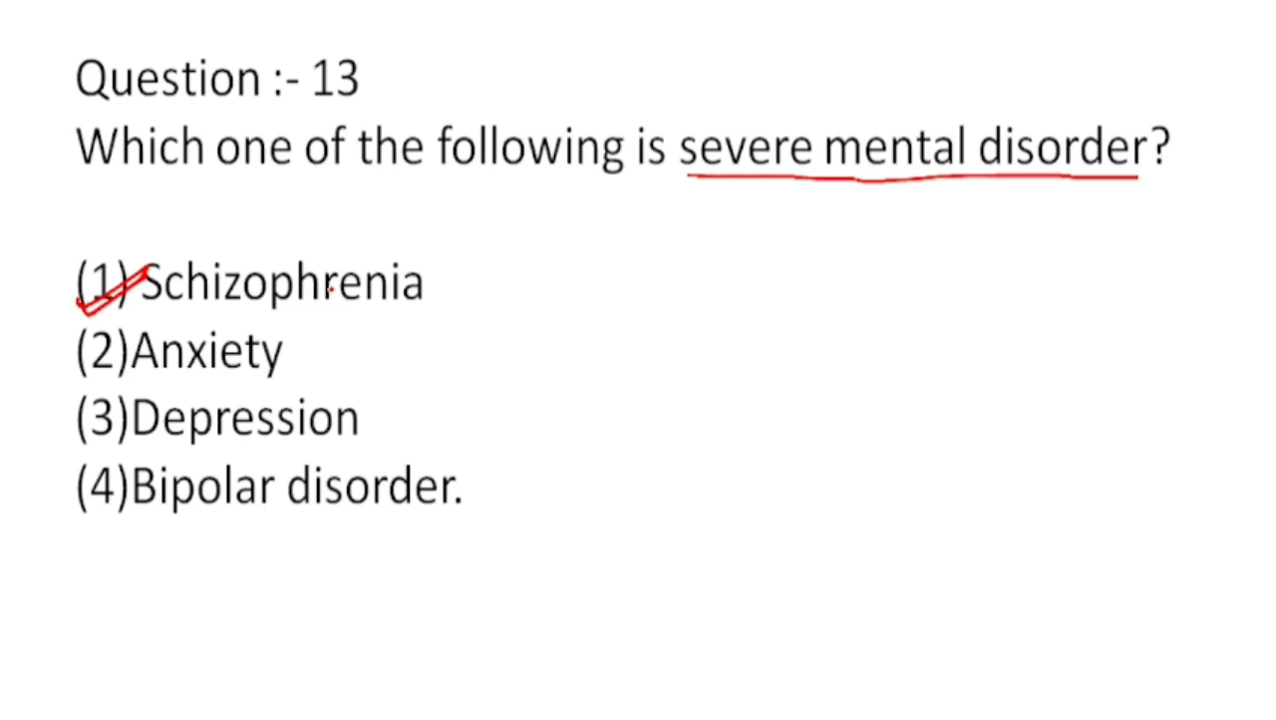 Question :- 13
Which one of the following is severe mental disorder?
(1) Schizophrenia
(2)Anxiety
(3)Depression
(4)Bipolar disorder.